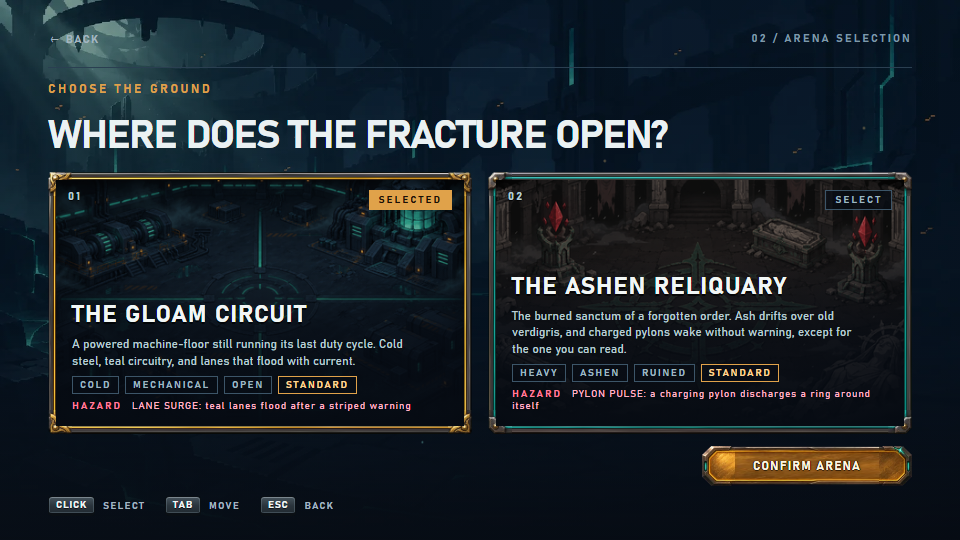 ← BACK
02 / ARENA SELECTION
CHOOSE THE GROUND
WHERE DOES THE FRACTURE OPEN?
01
SELECTED
THE GLOAM CIRCUIT
A powered machine-floor still running its last duty cycle. Cold
steel, teal circuitry, and lanes that flood with current.
COLD MECHANICAL OPEN STANDARD
HAZARD LANE SURGE: teal lanes flood after a striped warning
02
SELECT
THE ASHEN RELIQUARY
The burned sanctum of a forgotten order. Ash drifts over old
verdigris, and charged pylons wake without warning, except for
the one you can read.
HEAVY ASHEN RUINED STANDARD
HAZARD PYLON PULSE: a charging pylon discharges a ring around
itself
CONFIRM ARENA
CLICK SELECT TAB MOVE ESC BACK